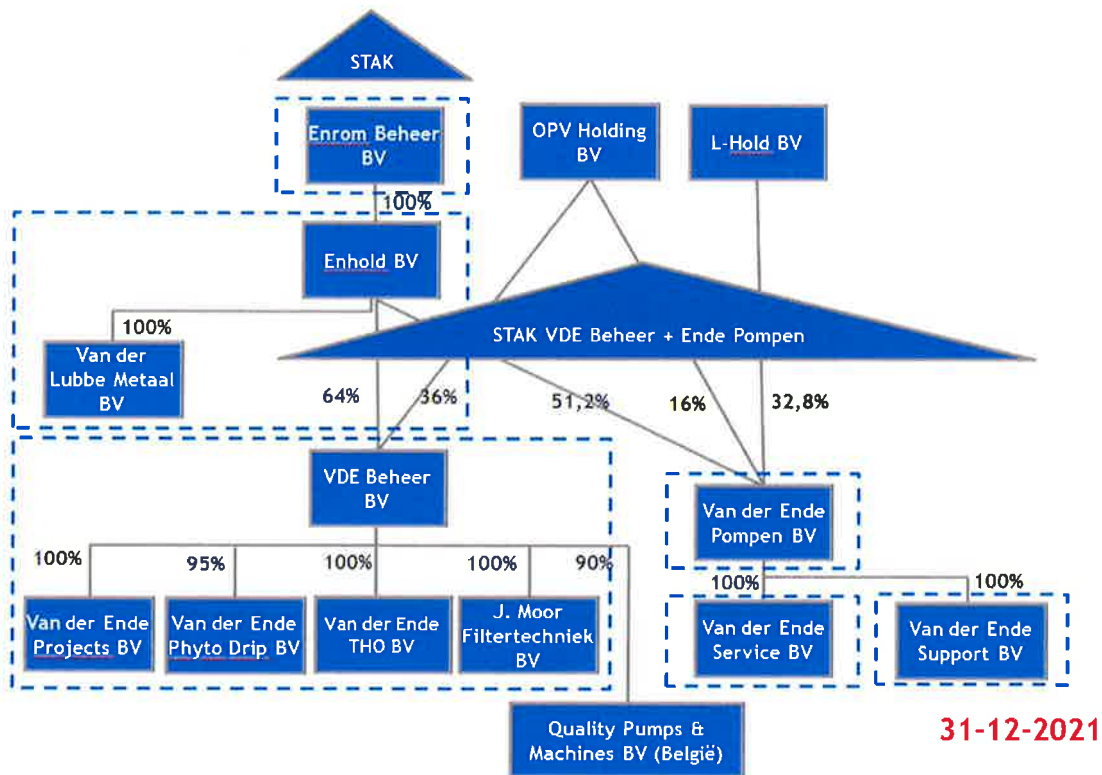 STAK
Enrom Beheer
BV
OPV Holding
BV
L-Hold BV
100%
Enhold BV
STAK VDE Beheer + Ende Pompen
100%
Van der
Lubbe Metaal
BV
64%
36%
51,2%
16%
32,8%
VDE Beheer
BV
Van der Ende
Pompen BV
100%
95%
100%
100%
90%
100%
100%
Van der Ende
Projects BV
Van der Ende
Phyto Drip BV
Van der Ende
THO BV
J. Moor
Filtertechniek
BV
Van der Ende
Service BV
Van der Ende
Support BV
Quality Pumps &
Machines BV (België)
31-12-2021